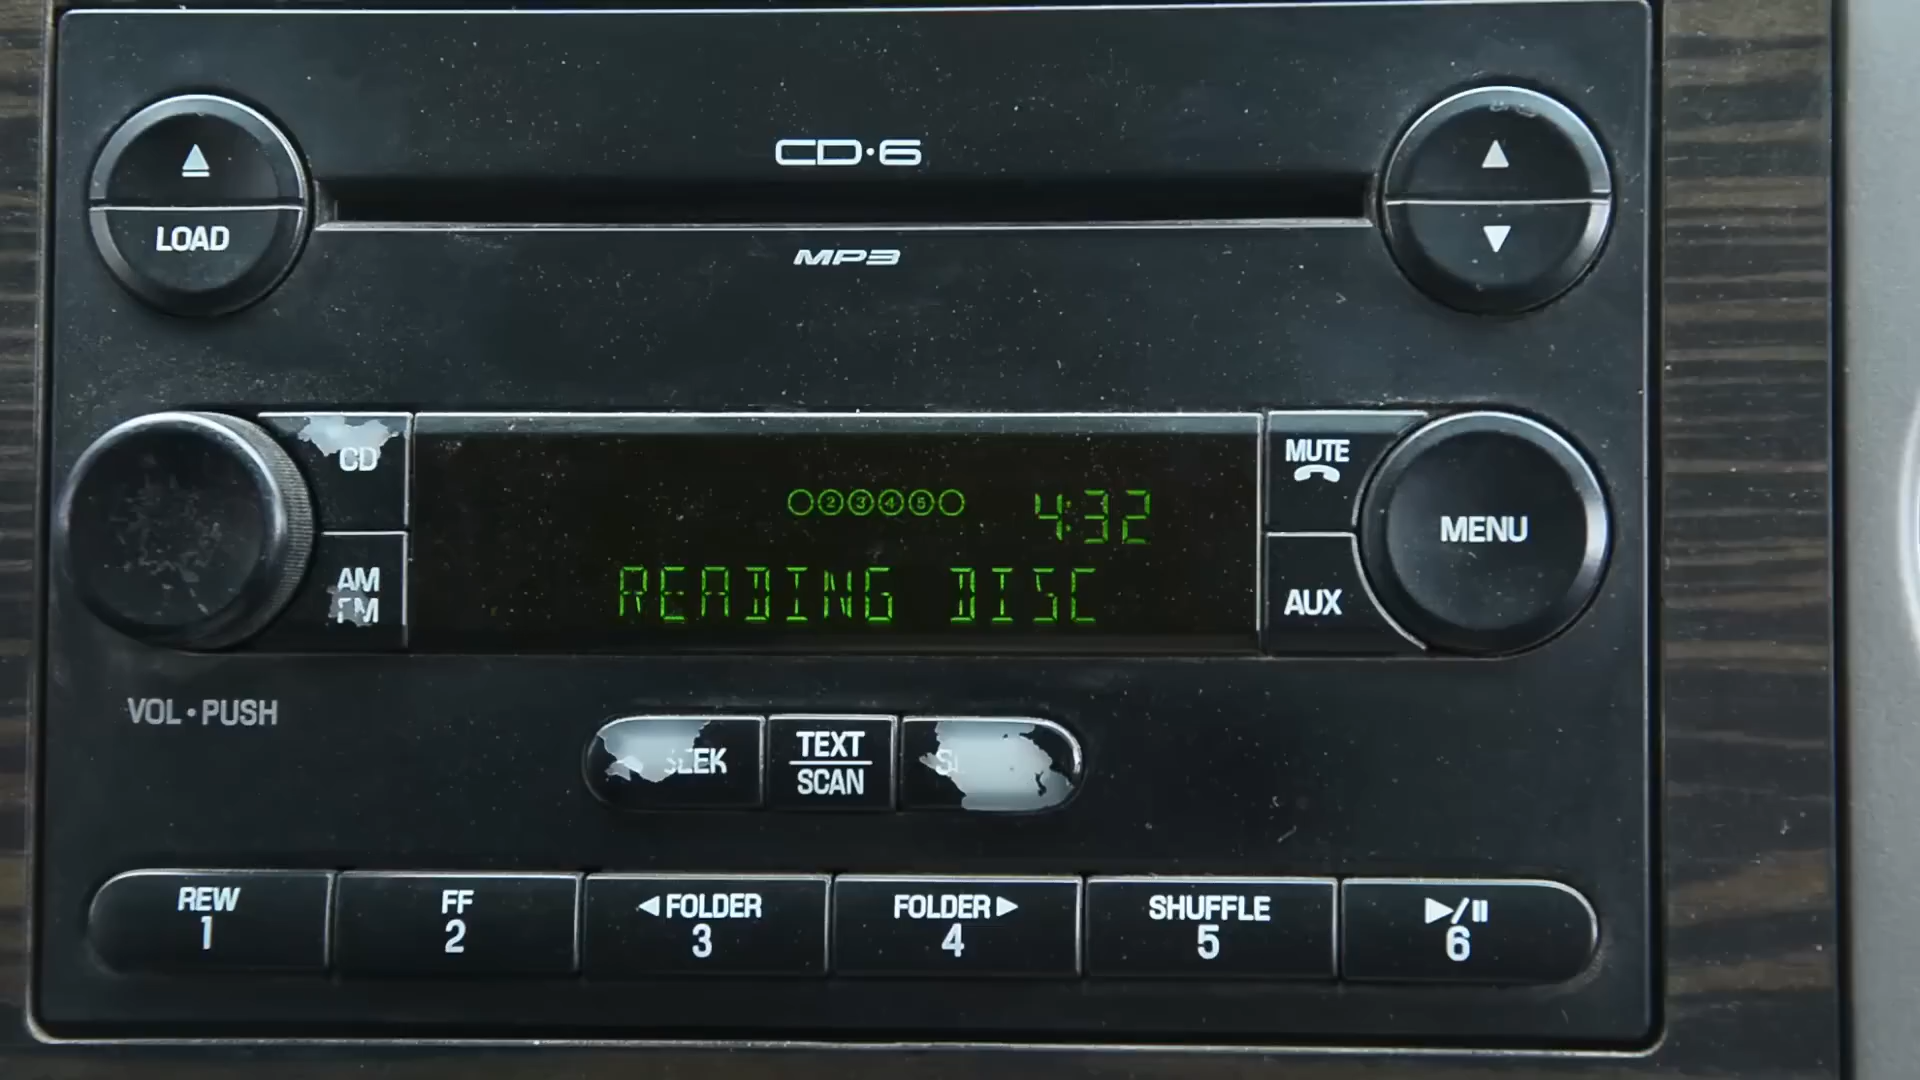 CD·6
LOAD
MP3
CD
MUTE
②③④⑤ 4:32
MENU
AM
FM
READING DISC
AUX
VOL·PUSH
TEXT
SCAN
REW
1
FF
2
◀FOLDER
3
FOLDER▶
4
SHUFFLE
5
▶/II
6